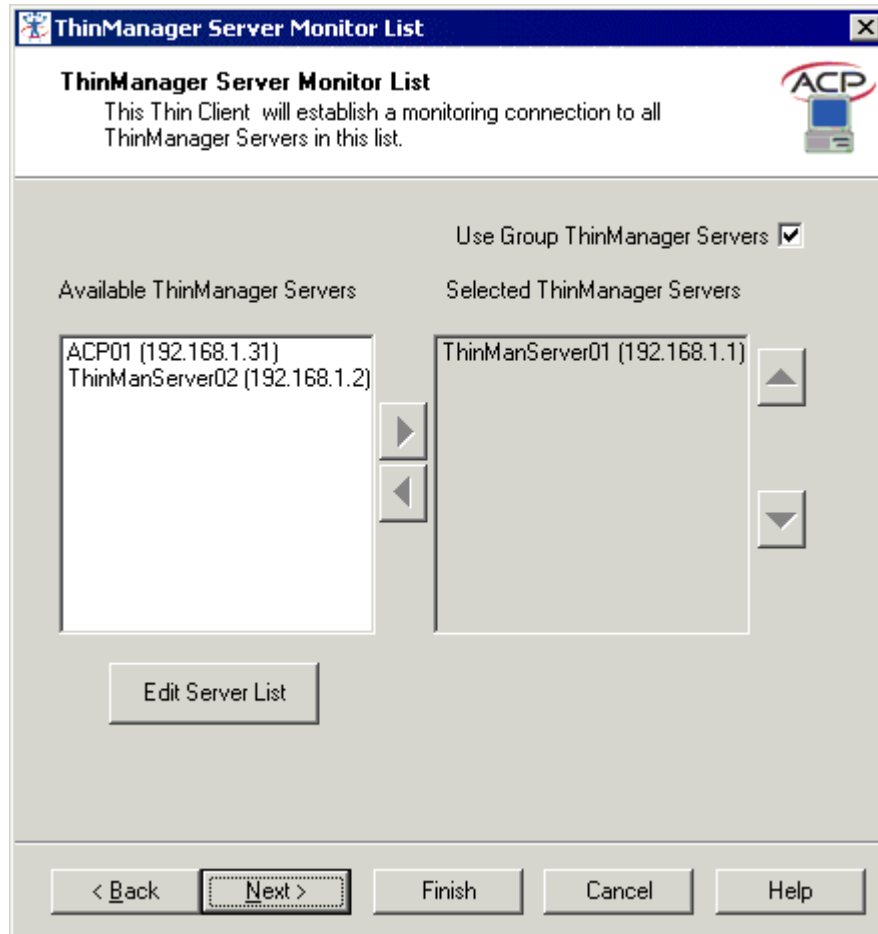 ThinManager Server Monitor List
ThinManager Server Monitor List
This Thin Client will establish a monitoring connection to all
ThinManager Servers in this list.
ACP
Use Group ThinManager Servers
Available ThinManager Servers
Selected ThinManager Servers
ACP01 (192.168.1.31)
ThinManServer02 (192.168.1.2)
ThinManServer01 (192.168.1.1)
Edit Server List
< Back
Next >
Finish
Cancel
Help